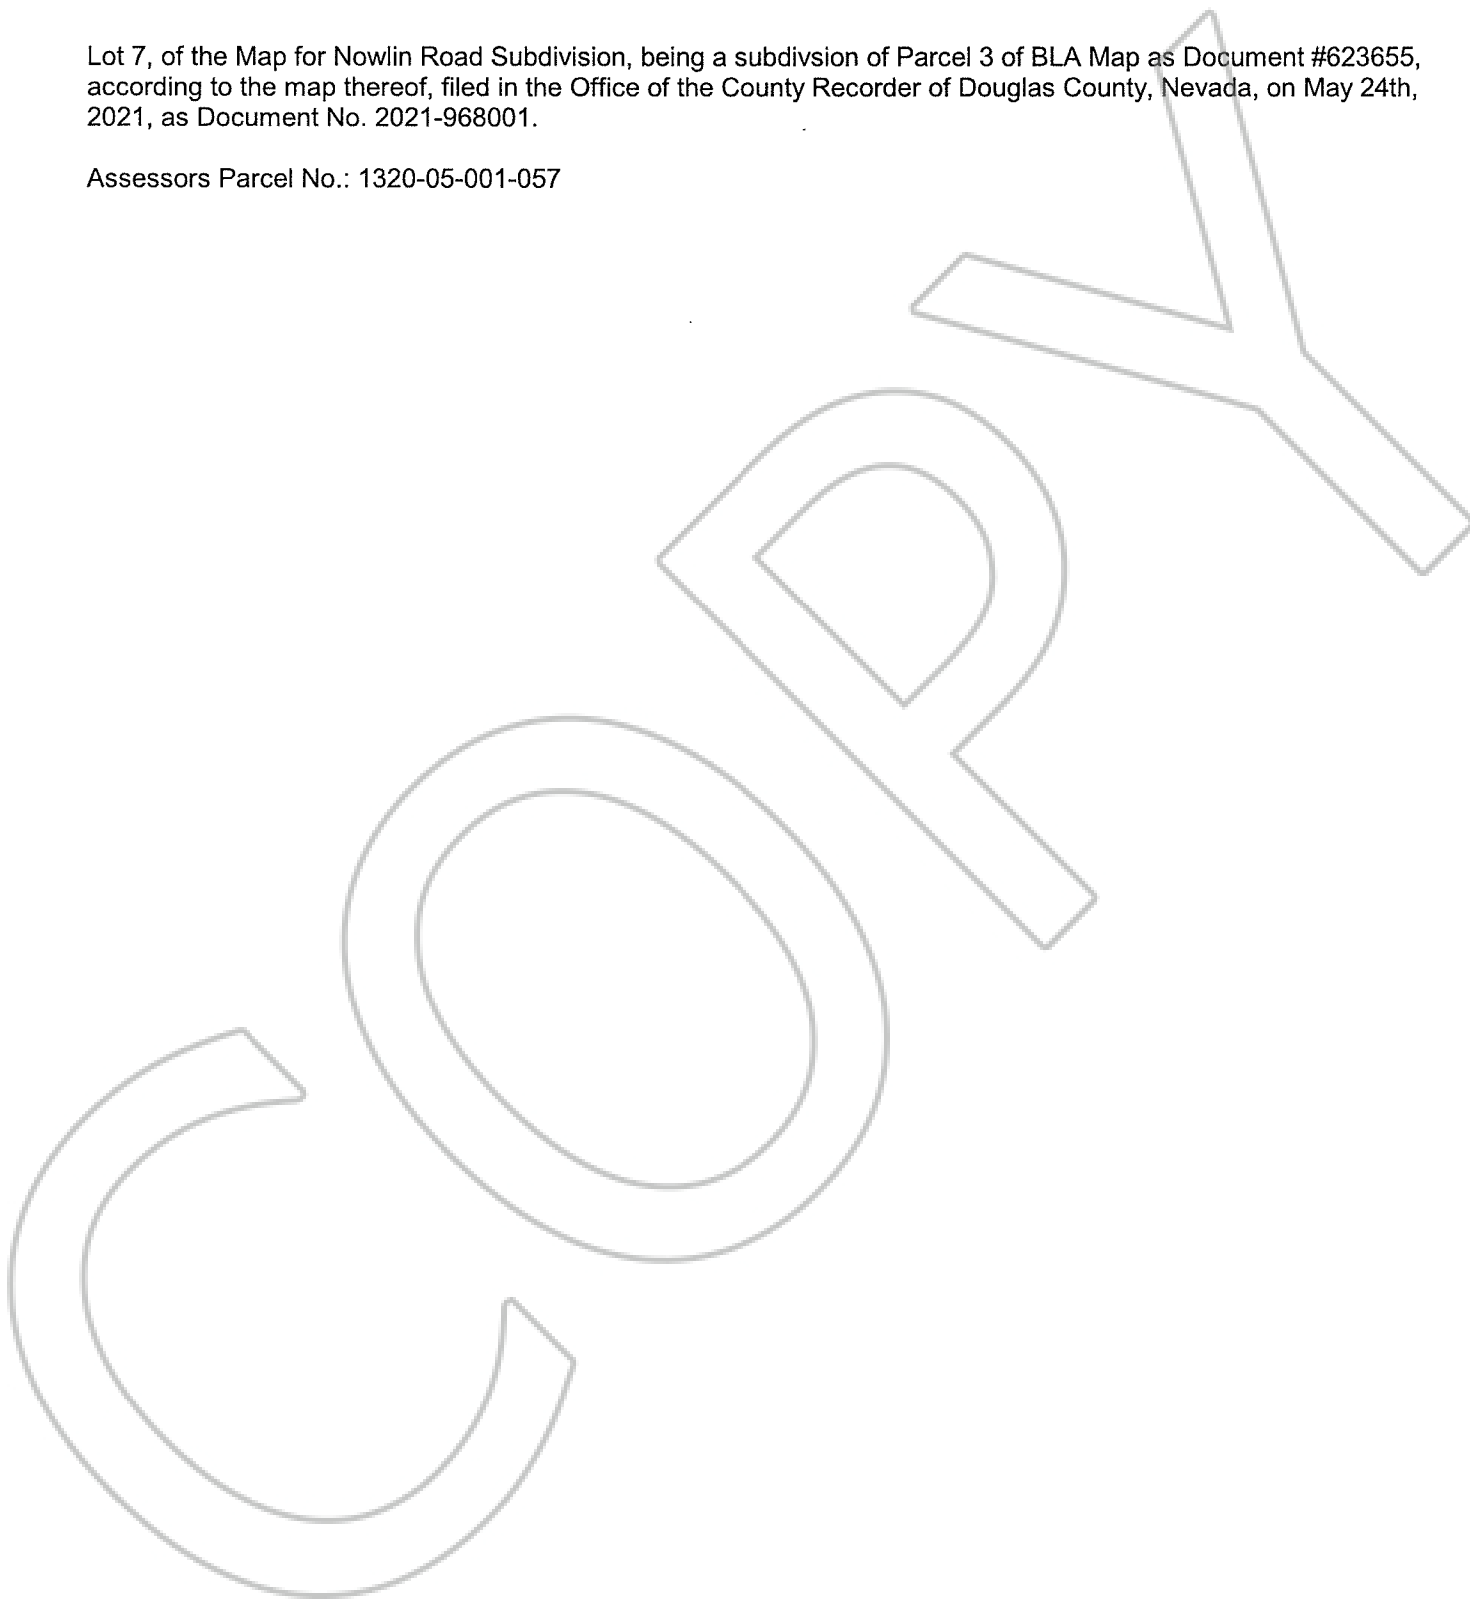 Lot 7, of the Map for Nowlin Road Subdivision, being a subdivsion of Parcel 3 of BLA Map as Document #623655,
according to the map thereof, filed in the Office of the County Recorder of Douglas County, Nevada, on May 24th,
2021, as Document No. 2021-968001.
Assessors Parcel No.: 1320-05-001-057
COPY